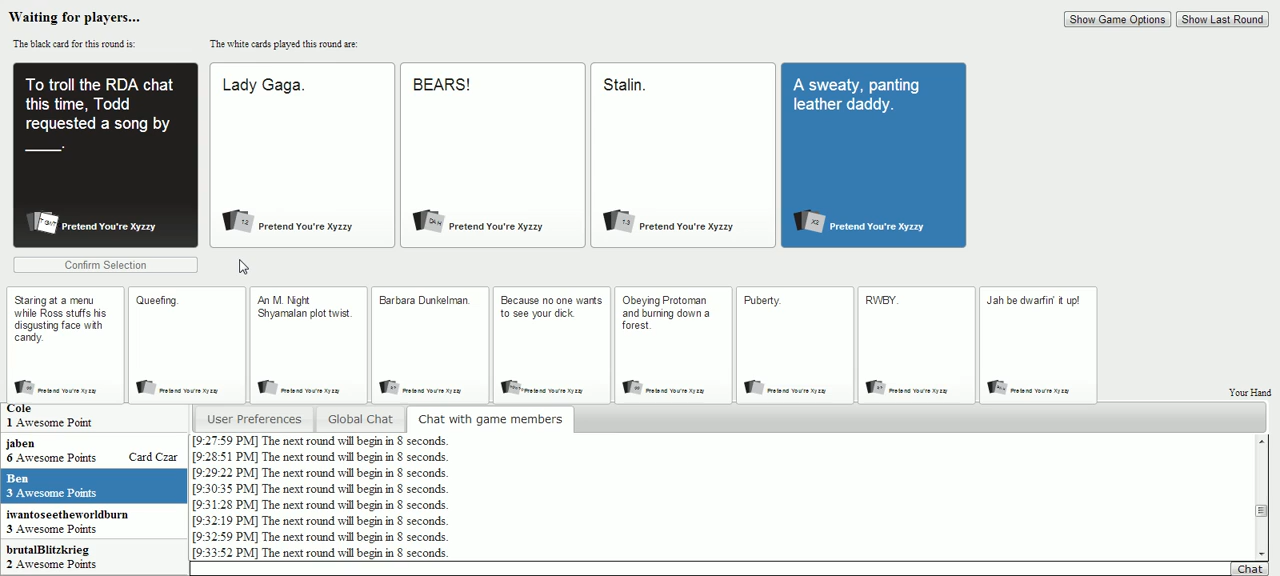 Waiting for players...
Show Game Options
Show Last Round
The black card for this round is:
The white cards played this round are:
To troll the RDA chat
this time, Todd
requested a song by
____.
Pretend You're Xyzzy
Lady Gaga.
1.2
Pretend You're Xyzzy
BEARS!
Pretend You're Xyzzy
Stalin.
1.3
Pretend You're Xyzzy
A sweaty, panting
leather daddy.
X2
Pretend You're Xyzzy
Confirm Selection
Staring at a menu
while Ross stuffs his
disgusting face with
candy.
Pretend You're Xyzzy
Queefing.
Pretend You're Xyzzy
An M. Night
Shyamalan plot twist.
Pretend You're Xyzzy
Barbara Dunkelman.
Pretend You're Xyzzy
Because no one wants
to see your dick.
Pretend You're Xyzzy
Obeying Protoman
and burning down a
forest.
Pretend You're Xyzzy
Puberty.
Pretend You're Xyzzy
RWBY.
Pretend You're Xyzzy
Jah be dwarfin' it up!
Pretend You're Xyzzy
Your Hand
Cole
1 Awesome Point
jaben
6 Awesome Points
Card Czar
Ben
3 Awesome Points
iwantoseetheworldburn
3 Awesome Points
brutalBlitzkrieg
2 Awesome Points
User Preferences
Global Chat
Chat with game members
[9:27:59 PM] The next round will begin in 8 seconds.
[9:28:51 PM] The next round will begin in 8 seconds.
[9:29:22 PM] The next round will begin in 8 seconds.
[9:30:35 PM] The next round will begin in 8 seconds.
[9:31:28 PM] The next round will begin in 8 seconds.
[9:32:19 PM] The next round will begin in 8 seconds.
[9:32:59 PM] The next round will begin in 8 seconds.
[9:33:52 PM] The next round will begin in 8 seconds.
Chat